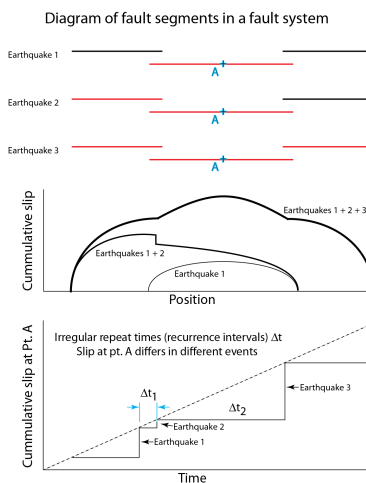 Diagram of fault segments in a fault system
Earthquake 1
A
Earthquake 2
A
Earthquake 3
A
Cummulative slip
Earthquakes 1 + 2 + 3
Earthquakes 1 + 2
Earthquake 1
Position
Cummulative slip at Pt. A
Irregular repeat times (recurrence intervals) Δt
Slip at pt. A differs in different events
Δt1
Δt2
Earthquake 3
Earthquake 2
Earthquake 1
Time